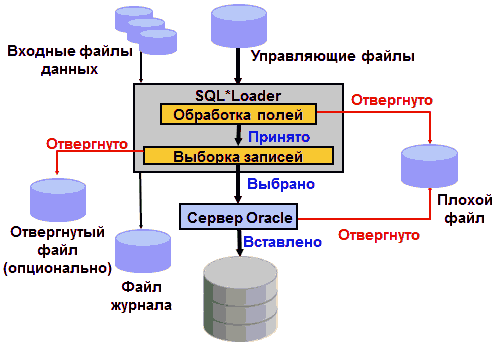 Входные файлы
данных
Управляющие файлы
SQL*Loader
Обработка полей
Отвергнуто
Принято
Отвергнуто
Выборка записей
Выбрано
Сервер Oracle
Плохой
файл
Отвергнутый
файл
(опционально)
Вставлено
Отвергнуто
Файл
журнала